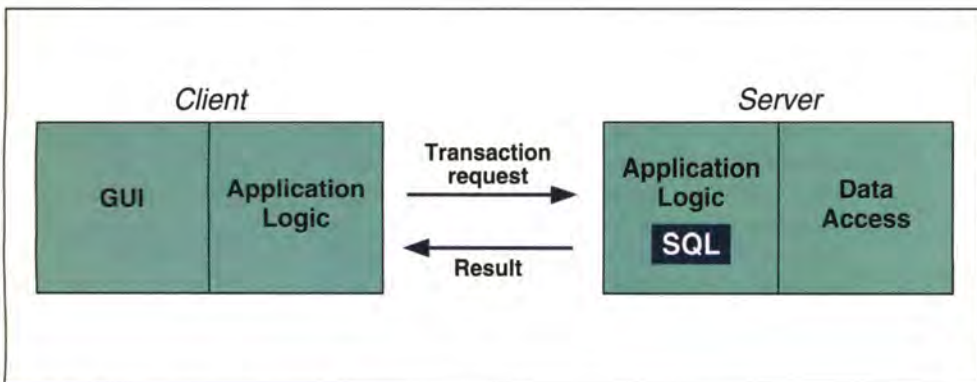 Client
Server
GUI
Application
Logic
Transaction
request
Result
Application
Logic
SQL
Data
Access